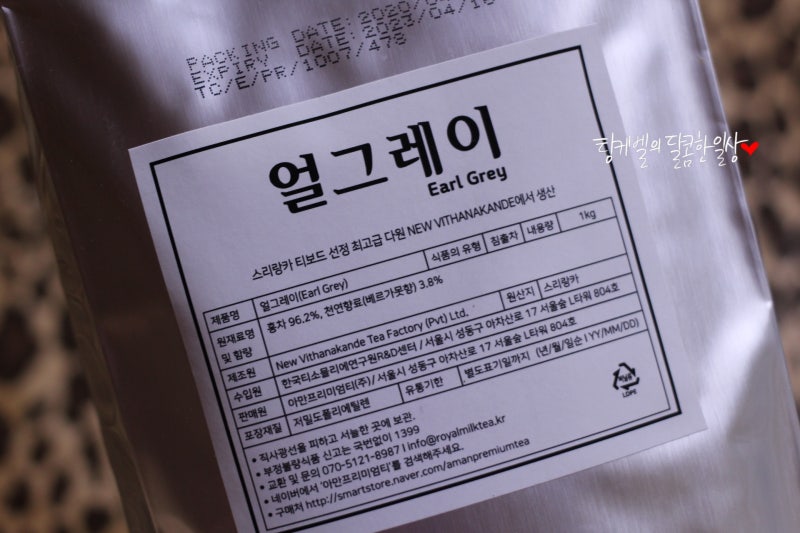 PACKING DATE:2020/
EXPIRY DATE:2023/04/16
TC/E/PR/1007/478
탕키벨의 달콤한일상
얼그레이
Earl Grey
스리랑카 티보드 선정 최고급 다원 NEW VITHANAKANDE에서 생산
제품명 얼그레이(Earl Grey) 식품의 유형 침출차 내용량 1kg
원재료명 및 함량 홍차 96.2%, 천연향료(베르가못향) 3.8%
제조원 New Vithanakande Tea Factory (Pvt) Ltd. 원산지 스리랑카
수입원 한국티소믈리에연구원R&D센터 / 서울시 성동구 아차산로 17 서울숲 L타워 804호
판매원 아만프리미엄티(주) / 서울시 성동구 아차산로 17 서울숲 L타워 804호
포장재질 저밀도폴리에틸렌 유통기한 별도표기일까지 (년/월/일순 I YY/MM/DD)
LDPE
• 직사광선을 피하고 서늘한 곳에 보관.
• 부정불량식품 신고는 국번없이 1399
• 교환 및 문의 070-5121-8987 I info@royalmilktea.kr
• 네이버에서 '아만프리미엄티'를 검색해주세요.
• 구매처 http://smartstore.naver.com/amanpremiumtea